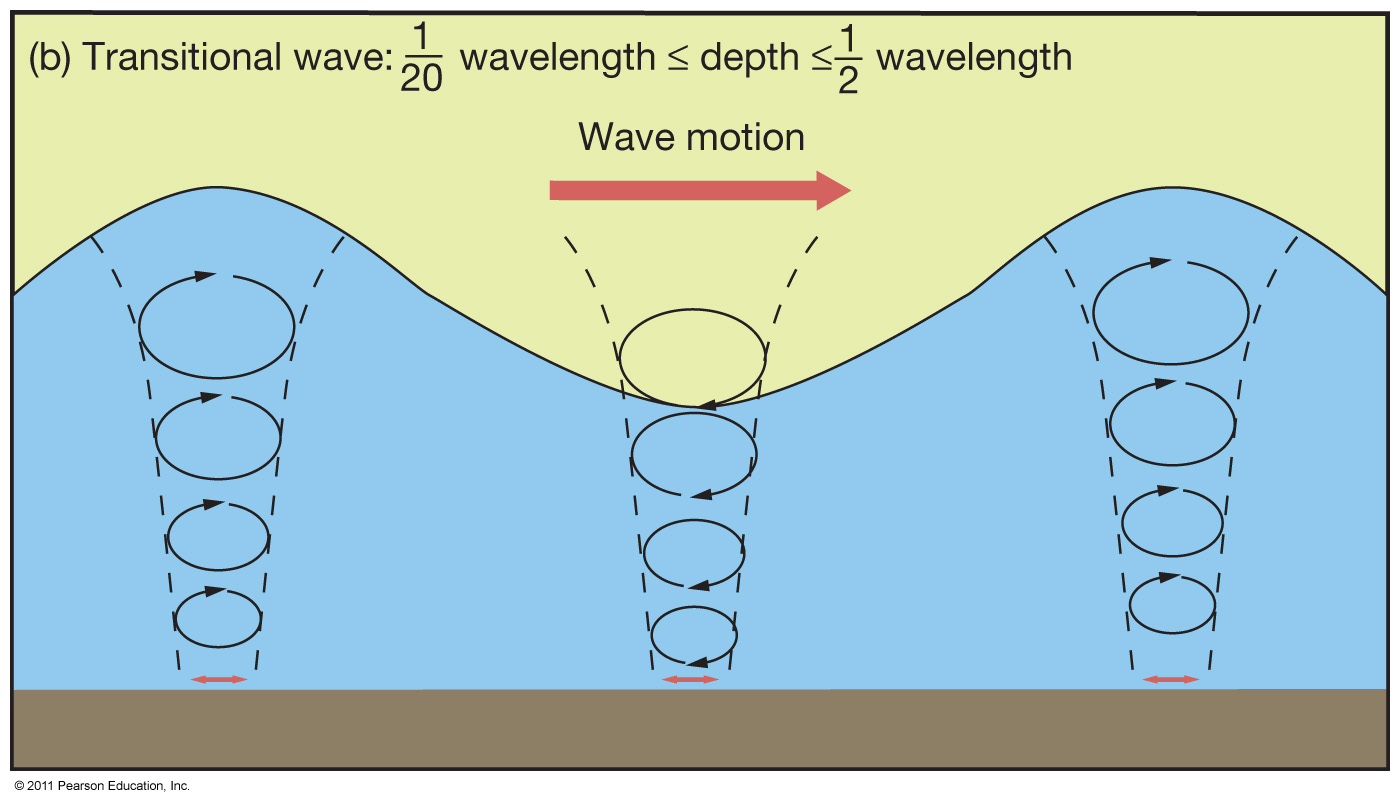 (b) Transitional wave: 1/20 wavelength ≤ depth ≤ 1/2 wavelength
Wave motion
© 2011 Pearson Education, Inc.